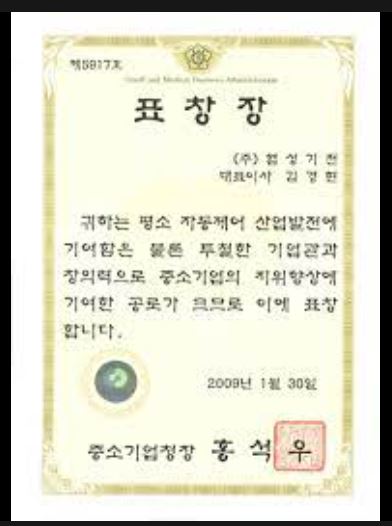 제5917호
Small and Medium Business Administration
표 창 장
(주) 협 성 기 전
대표이사 김 경 현
귀하는 평소 자동제어 산업발전에
기여함은 물론 투철한 기업관과
창의력으로 중소기업의 지위향상에
기여한 공로가 크므로 이에 표창
합니다.
2009년 1월 30일
중소기업청장 홍 석 우